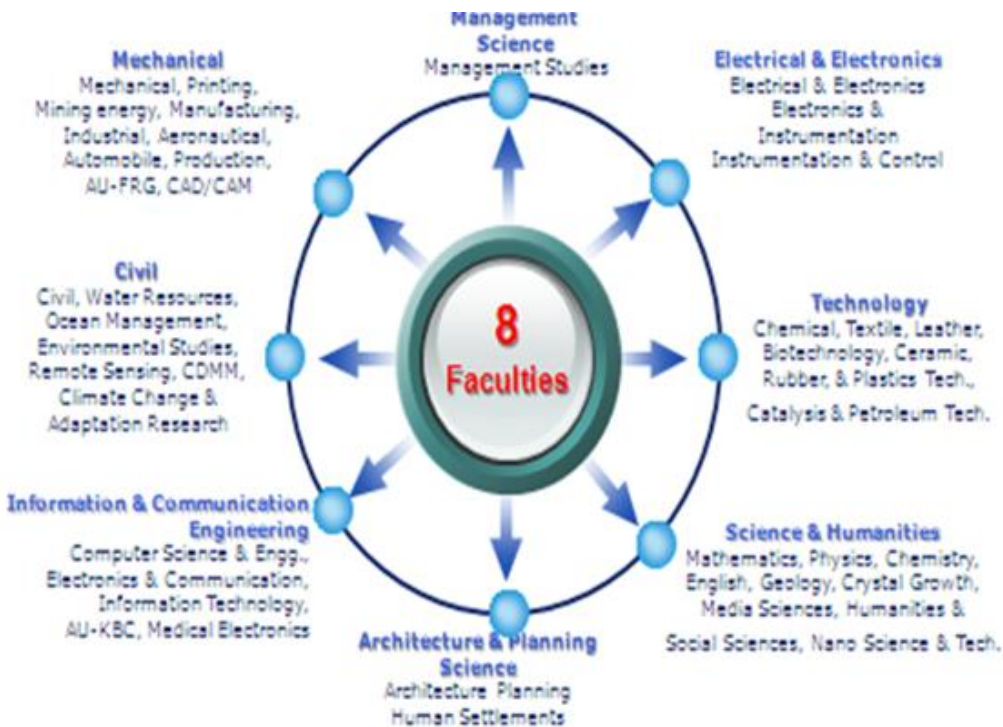 Management
Science
Management Studies
Electrical & Electronics
Electrical & Electronics
Electronics &
Instrumentation
Instrumentation & Control
Technology
Chemical, Textile, Leather,
Biotechnology, Ceramic,
Rubber, & Plastics Tech.,
Catalysis & Petroleum Tech.
Science & Humanities
Mathematics, Physics, Chemistry,
English, Geology, Crystal Growth,
Media Sciences, Humanities &
Social Sciences, Nano Science & Tech.
Architecture & Planning
Science
Architecture Planning
Human Settlements
Information & Communication
Engineering
Computer Science & Engg.,
Electronics & Communication,
Information Technology,
AU-KBC, Medical Electronics
Civil
Civil, Water Resources,
Ocean Management,
Environmental Studies,
Remote Sensing, CDMM,
Climate Change &
Adaptation Research
Mechanical
Mechanical, Printing,
Mining energy, Manufacturing,
Industrial, Aeronautical,
Automobile, Production,
AU-FRG, CAD/CAM
8
Faculties